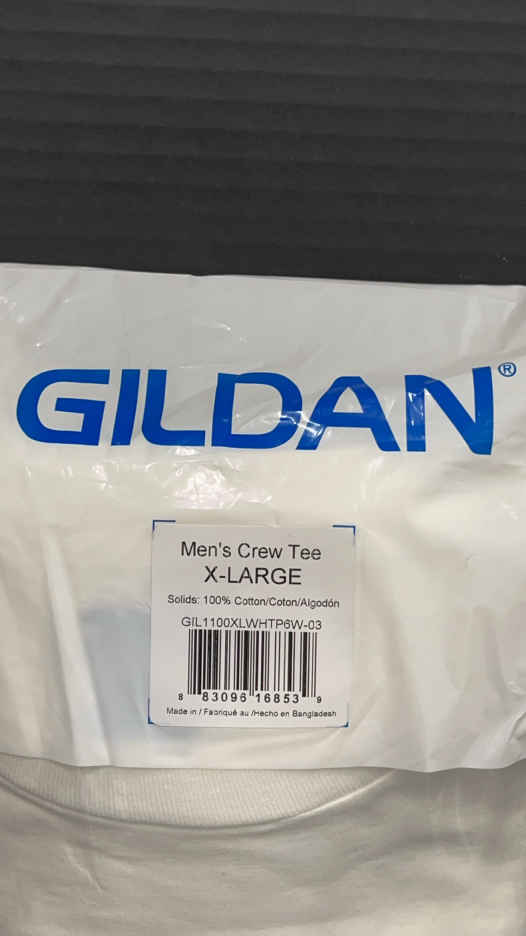 GILDAN®
Men's Crew Tee
X-LARGE
Solids: 100% Cotton/Coton/Algodón
GIL1100XLWHTP6W-03
8 83096 16853 9
Made in / Fabriqué au /Hecho en Bangladesh